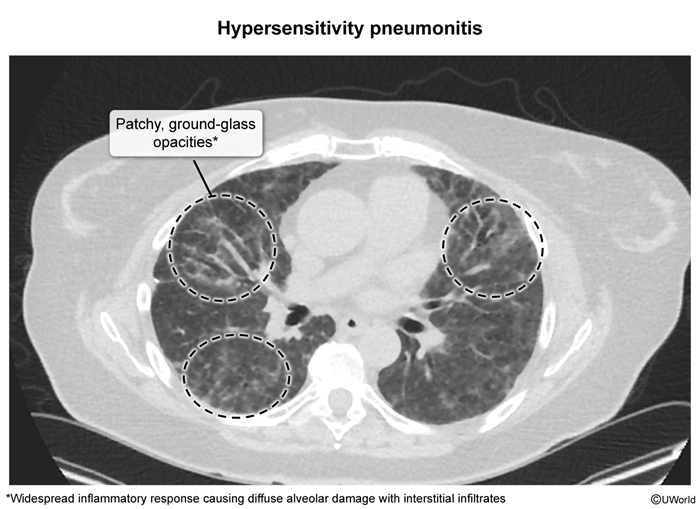 Hypersensitivity pneumonitis
Patchy, ground-glass
opacities*
*Widespread inflammatory response causing diffuse alveolar damage with interstitial infiltrates
©UWorld